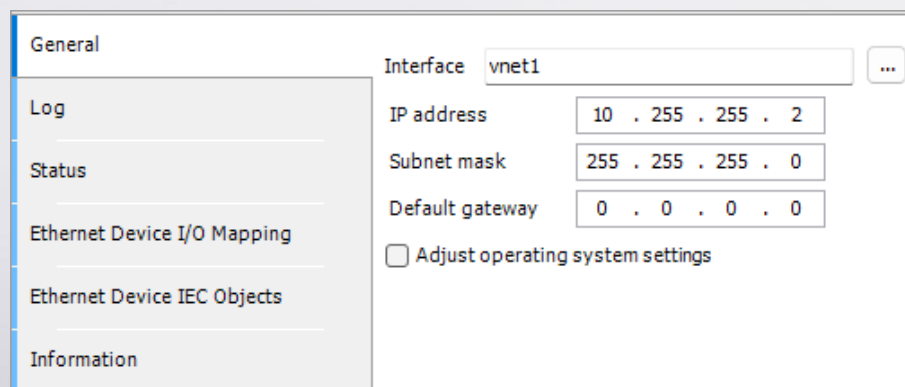 General
Interface vnet1 ...
Log
IP address 10 . 255 . 255 . 2
Subnet mask 255 . 255 . 255 . 0
Status
Default gateway 0 . 0 . 0 . 0
Ethernet Device I/O Mapping
Adjust operating system settings
Ethernet Device IEC Objects
Information